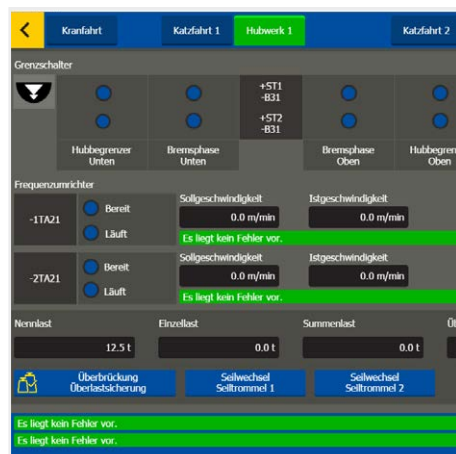 Kranfahrt Katzfahrt 1 Hubwerk 1 Katzfahrt 2
Grenzschalter
+ST1
-B31
+ST2
-B31
Hubbegrenzer Bremsphase Bremsphase Hubbegren
Unten Unten Oben Oben
Frequenzumrichter
Sollgeschwindigkeit Istgeschwindigkeit
-1TA21 Bereit 0.0 m/min 0.0 m/min
Läuft Es liegt kein Fehler vor.
Sollgeschwindigkeit Istgeschwindigkeit
-2TA21 Bereit 0.0 m/min 0.0 m/min
Läuft Es liegt kein Fehler vor.
Nennlast Einzellast Summenlast Üb
12.5 t 0.0 t 0.0 t
Überbrückung Seilwechsel Seilwechsel
Überlastsicherung Seiltrommel 1 Seiltrommel 2
Es liegt kein Fehler vor.
Es liegt kein Fehler vor.